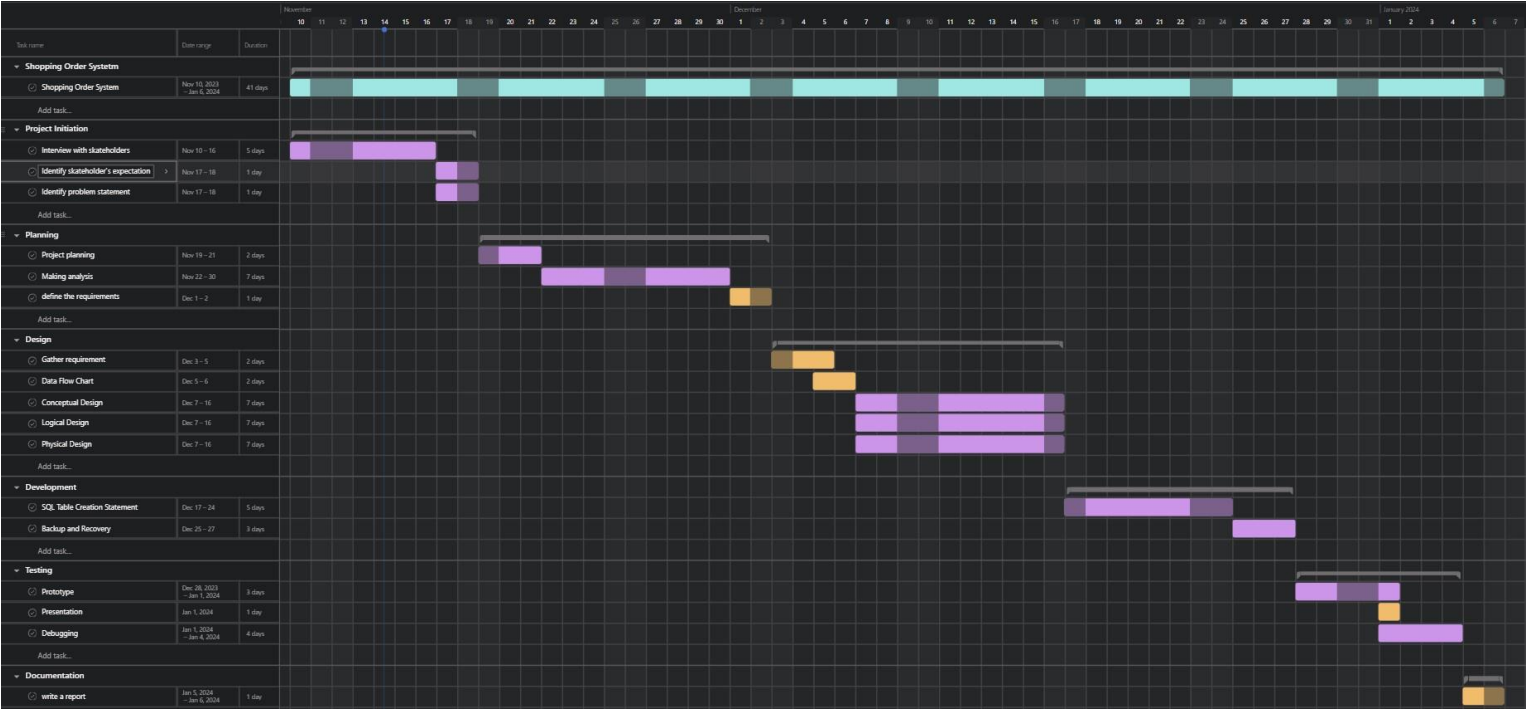 November December January 2024
10 11 12 13 14 15 16 17 18 19 20 21 22 23 24 25 26 27 28 29 30 1 2 3 4 5 6 7 8 9 10 11 12 13 14 15 16 17 18 19 20 21 22 23 24 25 26 27 28 29 30 31 1 2 3 4 5 6 7
Task name Date range Duration
Shopping Order Systetm
Shopping Order System Nov 10, 2023 – Jan 6, 2024 41 days
Add task...
Project Initiation
Interview with skateholders Nov 10 – 16 5 days
Identify skateholder's expectation Nov 17 – 18 1 day
Identify problem statement Nov 17 – 18 1 day
Add task...
Planning
Project planning Nov 19 – 21 2 days
Making analysis Nov 22 – 30 7 days
define the requirements Dec 1 – 2 1 day
Add task...
Design
Gather requirement Dec 3 – 5 2 days
Data Flow Chart Dec 5 – 6 2 days
Conceptual Design Dec 7 – 16 7 days
Logical Design Dec 7 – 16 7 days
Physical Design Dec 7 – 16 7 days
Add task...
Development
SQL Table Creation Statement Dec 17 – 24 5 days
Backup and Recovery Dec 25 – 27 3 days
Add task...
Testing
Prototype Dec 28, 2023 – Jan 1, 2024 3 days
Presentation Jan 1, 2024 1 day
Debugging Jan 1, 2024 – Jan 4, 2024 4 days
Add task...
Documentation
write a report Jan 5, 2024 – Jan 6, 2024 1 day